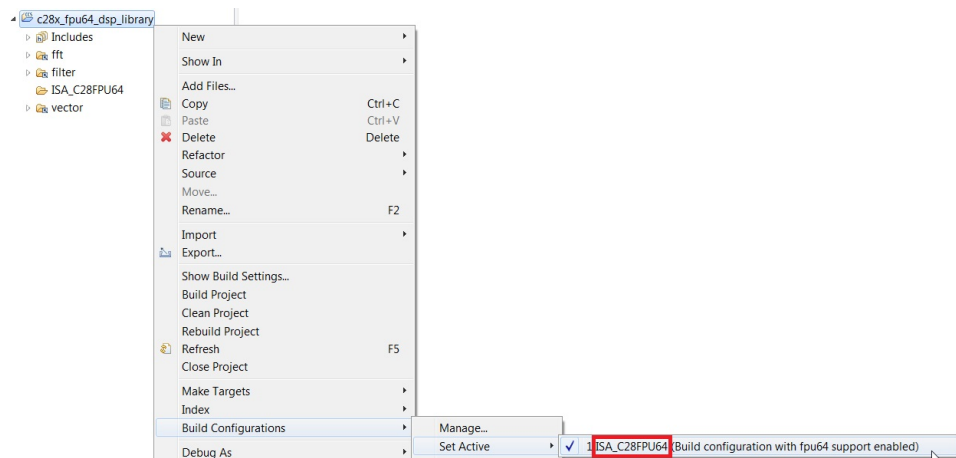 c28x_fpu64_dsp_library
Includes
fft
filter
ISA_C28FPU64
vector
New
Show In
Add Files...
Copy Ctrl+C
Paste Ctrl+V
Delete Delete
Refactor
Source
Move...
Rename... F2
Import
Export...
Show Build Settings...
Build Project
Clean Project
Rebuild Project
Refresh F5
Close Project
Make Targets
Index
Build Configurations
Debug As
Manage...
Set Active
1 ISA_C28FPU64 (Build configuration with fpu64 support enabled)